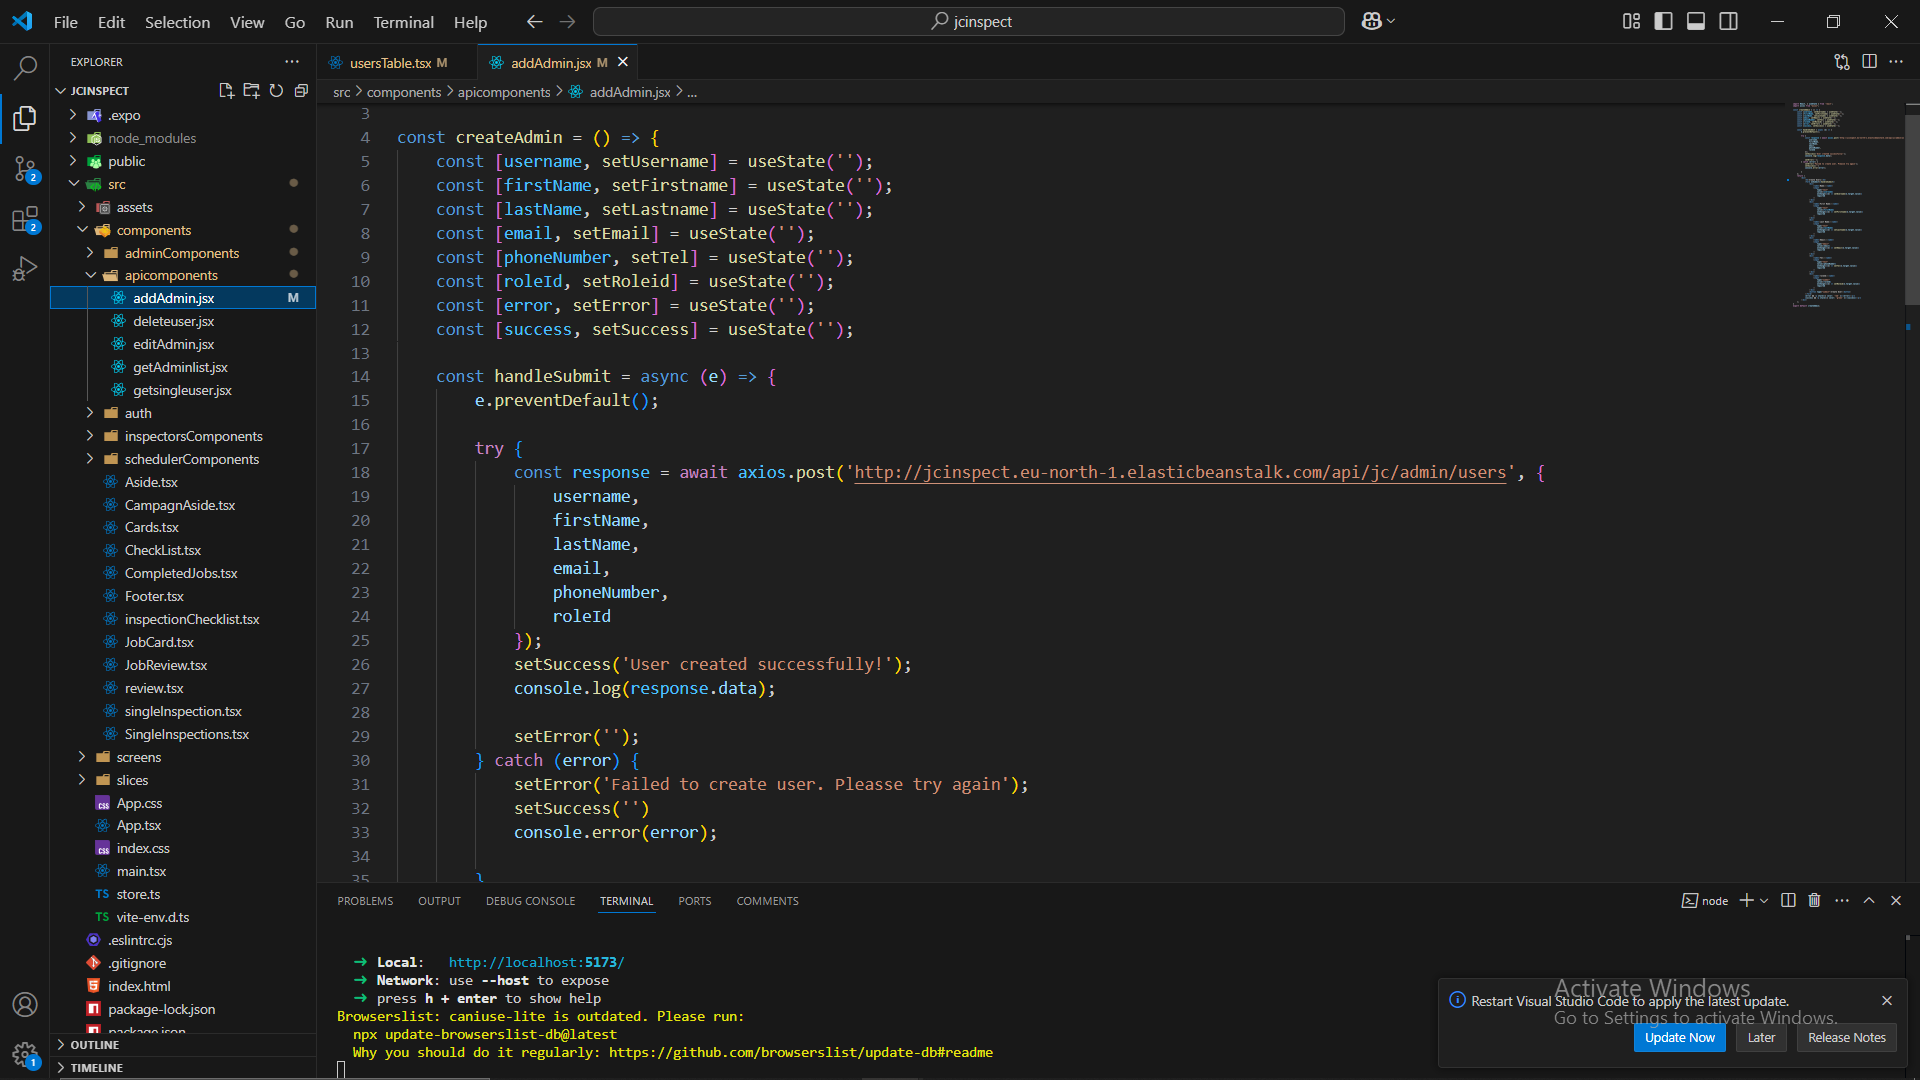 File Edit Selection View Go Run Terminal Help
jcinspect
EXPLORER
JCINSPECT
.expo
node_modules
public
src
assets
components
adminComponents
apicomponents
addAdmin.jsx M
deleteuser.jsx
editAdmin.jsx
getAdminlist.jsx
getsingleuser.jsx
auth
inspectorsComponents
schedulerComponents
Aside.tsx
CampagnAside.tsx
Cards.tsx
CheckList.tsx
CompletedJobs.tsx
Footer.tsx
inspectionChecklist.tsx
JobCard.tsx
JobReview.tsx
review.tsx
singleInspection.tsx
SingleInspections.tsx
screens
slices
App.css
App.tsx
index.css
main.tsx
TS store.ts
TS vite-env.d.ts
.eslintrc.cjs
.gitignore
index.html
package-lock.json
package.json
OUTLINE
TIMELINE
2
2
1
usersTable.tsx M
addAdmin.jsx M
src > components > apicomponents > addAdmin.jsx > ...
3
4 const createAdmin = () => {
5 const [username, setUsername] = useState('');
6 const [firstName, setFirstname] = useState('');
7 const [lastName, setLastname] = useState('');
8 const [email, setEmail] = useState('');
9 const [phoneNumber, setTel] = useState('');
10 const [roleId, setRoleid] = useState('');
11 const [error, setError] = useState('');
12 const [success, setSuccess] = useState('');
13
14 const handleSubmit = async (e) => {
15 e.preventDefault();
16
17 try {
18 const response = await axios.post('http://jcinspect.eu-north-1.elasticbeanstalk.com/api/jc/admin/users', {
19 username,
20 firstName,
21 lastName,
22 email,
23 phoneNumber,
24 roleId
25 });
26 setSuccess('User created successfully!');
27 console.log(response.data);
28
29 setError('');
30 } catch (error) {
31 setError('Failed to create user. Pleasse try again');
32 setSuccess('')
33 console.error(error);
34
35 }
PROBLEMS OUTPUT DEBUG CONSOLE TERMINAL PORTS COMMENTS
node
➜ Local: http://localhost:5173/
➜ Network: use --host to expose
➜ press h + enter to show help
Browserslist: caniuse-lite is outdated. Please run:
npx update-browserslist-db@latest
Why you should do it regularly: https://github.com/browserslist/update-db#readme
Restart Visual Studio Code to apply the latest update.
Update Now Later Release Notes
Activate Windows
Go to Settings to activate Windows.